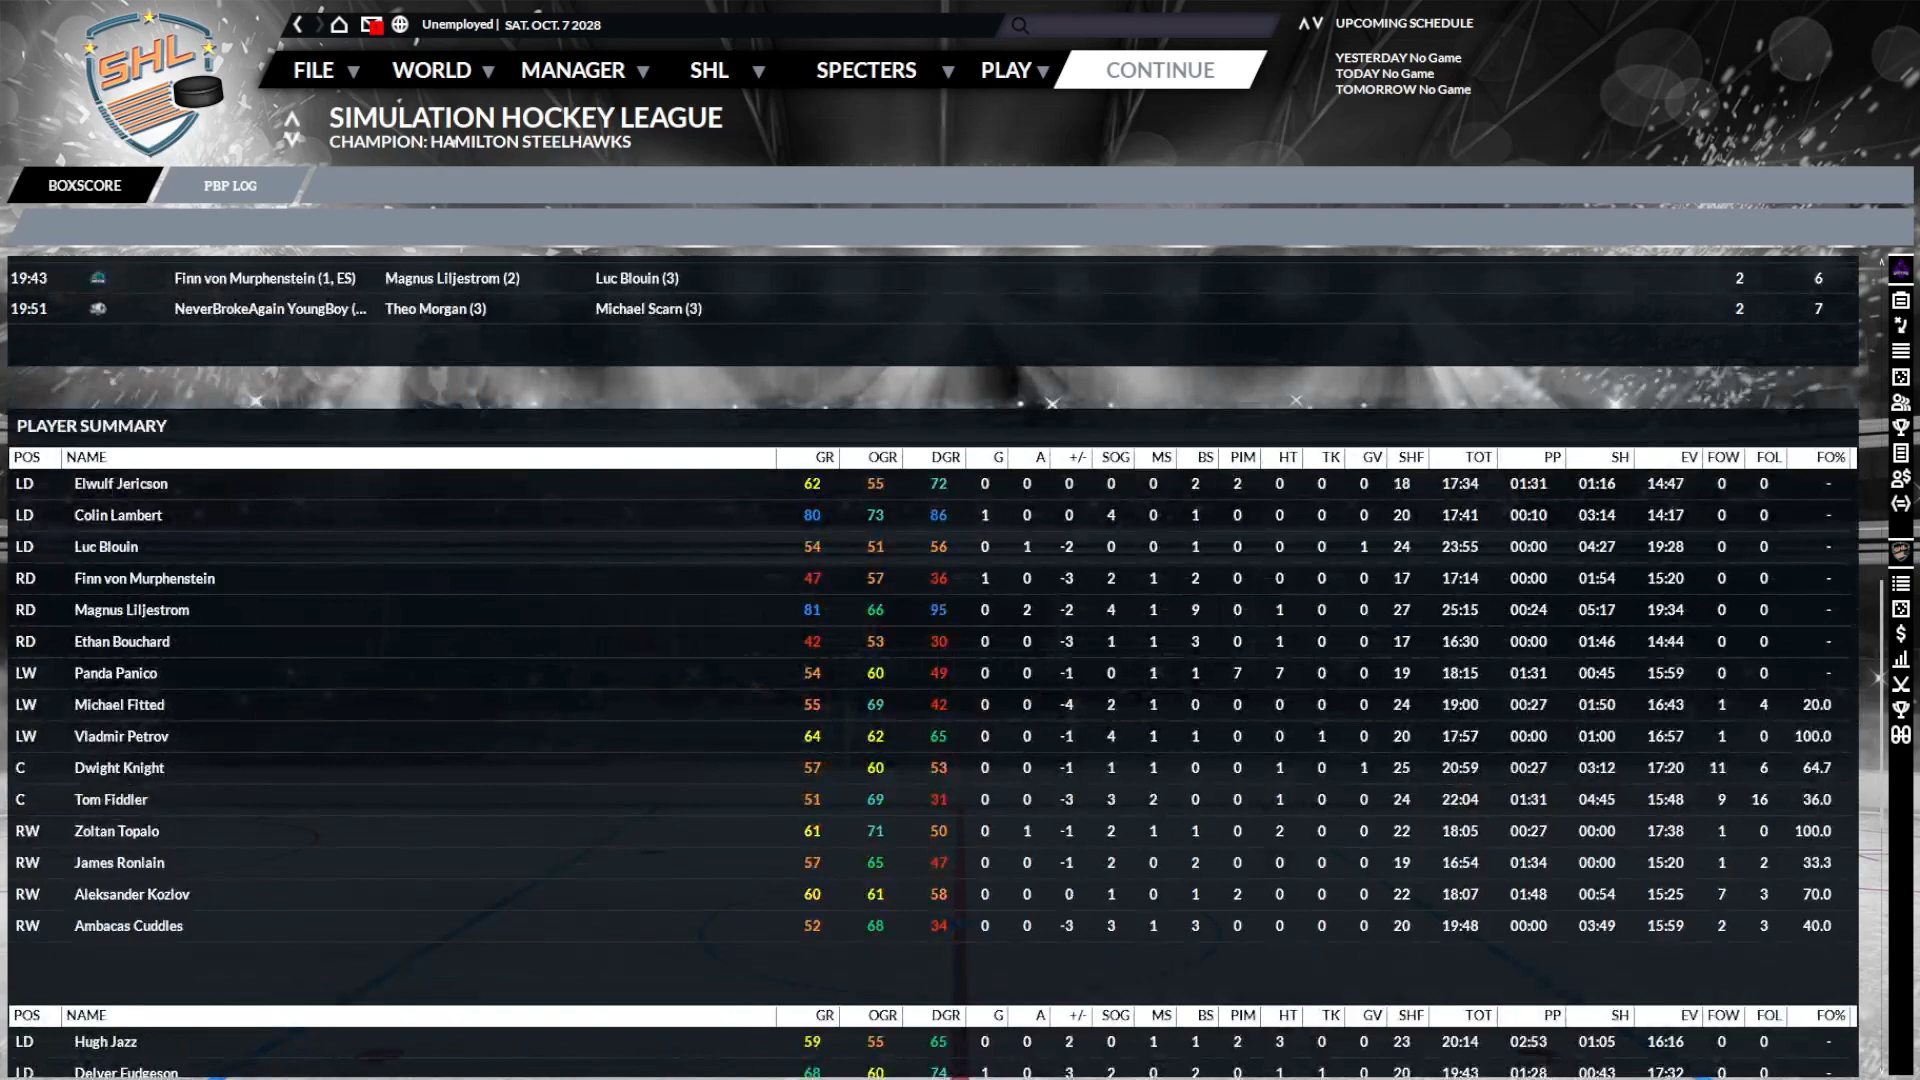 Unemployed | SAT. OCT. 7 2028
UPCOMING SCHEDULE
YESTERDAY No Game
TODAY No Game
TOMORROW No Game
FILE WORLD MANAGER SHL SPECTERS PLAY CONTINUE
SHL
SIMULATION HOCKEY LEAGUE
CHAMPION: HAMILTON STEELHAWKS
BOXSCORE PBP LOG
19:43 Finn von Murphenstein (1, ES) Magnus Liljestrom (2) Luc Blouin (3) 2 6
19:51 NeverBrokeAgain YoungBoy (... Theo Morgan (3) Michael Scarn (3) 2 7
PLAYER SUMMARY
POS NAME GR OGR DGR G A +/- SOG MS BS PIM HT TK GV SHF TOT PP SH EV FOW FOL FO%
LD Elwulf Jericson 62 55 72 0 0 0 0 0 2 2 0 0 0 18 17:34 01:31 01:16 14:47 0 0 -
LD Colin Lambert 80 73 86 1 0 0 4 0 1 0 0 0 0 20 17:41 00:10 03:14 14:17 0 0 -
LD Luc Blouin 54 51 56 0 1 -2 0 0 1 0 0 0 1 24 23:55 00:00 04:27 19:28 0 0 -
RD Finn von Murphenstein 47 57 36 1 0 -3 2 1 2 0 0 0 0 17 17:14 00:00 01:54 15:20 0 0 -
RD Magnus Liljestrom 81 66 95 0 2 -2 4 1 9 0 1 0 0 27 25:15 00:24 05:17 19:34 0 0 -
RD Ethan Bouchard 42 53 30 0 0 -3 1 1 3 0 1 0 0 17 16:30 00:00 01:46 14:44 0 0 -
LW Panda Panico 54 60 49 0 0 -1 0 1 1 7 7 0 0 19 18:15 01:31 00:45 15:59 0 0 -
LW Michael Fitted 55 69 42 0 0 -4 2 1 0 0 0 0 0 24 19:00 00:27 01:50 16:43 1 4 20.0
LW Vladmir Petrov 64 62 65 0 0 -1 4 1 1 0 0 1 0 20 17:57 00:00 01:00 16:57 1 0 100.0
C Dwight Knight 57 60 53 0 0 -1 1 1 0 0 1 0 1 25 20:59 00:27 03:12 17:20 11 6 64.7
C Tom Fiddler 51 69 31 0 0 -3 3 2 0 0 1 0 0 24 22:04 01:31 04:45 15:48 9 16 36.0
RW Zoltan Topalo 61 71 50 0 1 -1 2 1 1 0 2 0 0 22 18:05 00:27 00:00 17:38 1 0 100.0
RW James Ronlain 57 65 47 0 0 -1 2 0 2 0 0 0 0 19 16:54 01:34 00:00 15:20 1 2 33.3
RW Aleksander Kozlov 60 61 58 0 0 0 1 0 1 2 0 0 0 22 18:07 01:48 00:54 15:25 7 3 70.0
RW Ambacas Cuddles 52 68 34 0 0 -3 3 1 3 0 0 0 0 20 19:48 00:00 03:49 15:59 2 3 40.0
POS NAME GR OGR DGR G A +/- SOG MS BS PIM HT TK GV SHF TOT PP SH EV FOW FOL FO%
LD Hugh Jazz 59 55 65 0 0 2 0 1 1 2 3 0 0 23 20:14 02:53 01:05 16:16 0 0 -
LD Delver Fudgeson 68 60 74 1 0 3 2 0 2 0 1 1 0 20 19:43 01:28 00:43 17:32 0 0 -